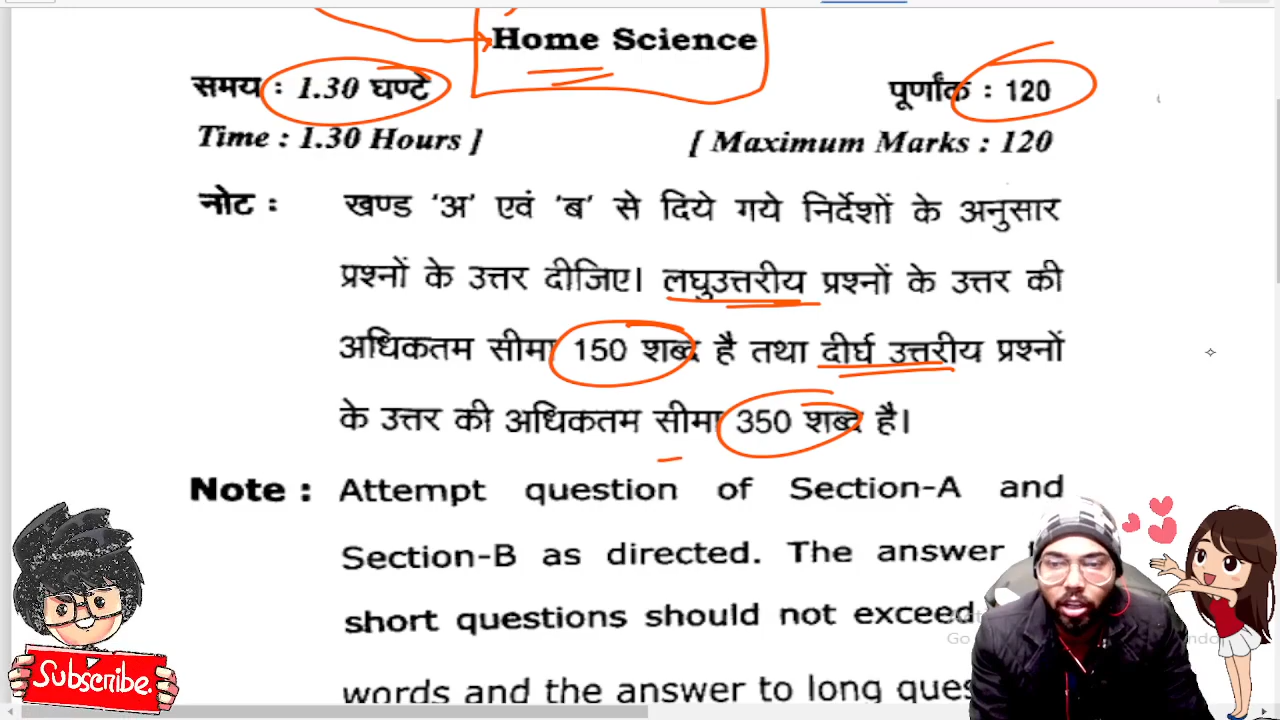 Home Science
समय : 1.30 घण्टे
पूर्णांक : 120
Time : 1.30 Hours ]
[ Maximum Marks : 120
नोट : खण्ड ‘अ’ एवं ‘ब’ से दिये गये निर्देशों के अनुसार
प्रश्नों के उत्तर दीजिए। लघुउत्तरीय प्रश्नों के उत्तर की
अधिकतम सीमा 150 शब्द है तथा दीर्घ उत्तरीय प्रश्नों
के उत्तर की अधिकतम सीमा 350 शब्द है।
Note : Attempt question of Section-A and
Section-B as directed. The answer
short questions should not exceed
words and the answer to long
Subscribe.